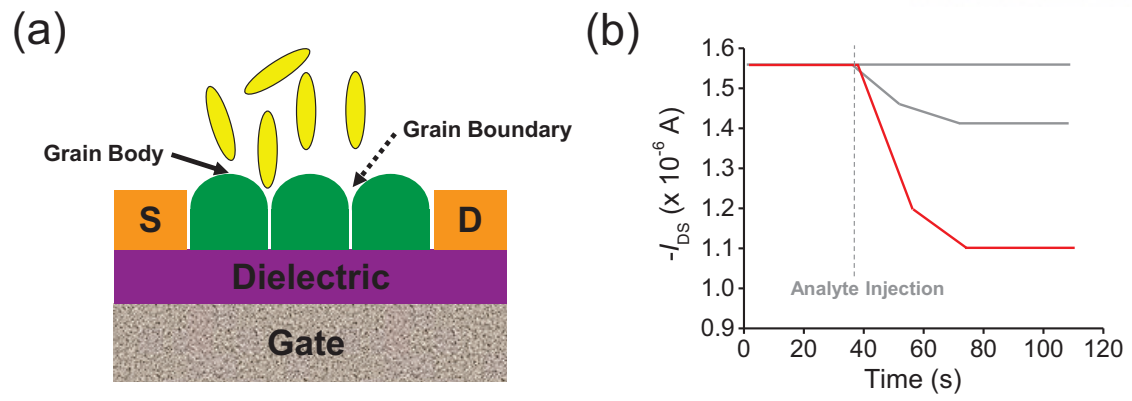 (a)
Grain Body
Grain Boundary
S
D
Dielectric
Gate
(b)
1.6
1.5
1.4
1.3
1.2
1.1
1.0
0.9
-I_DS (x 10⁻⁶ A)
Analyte Injection
0 20 40 60 80 100 120
Time (s)